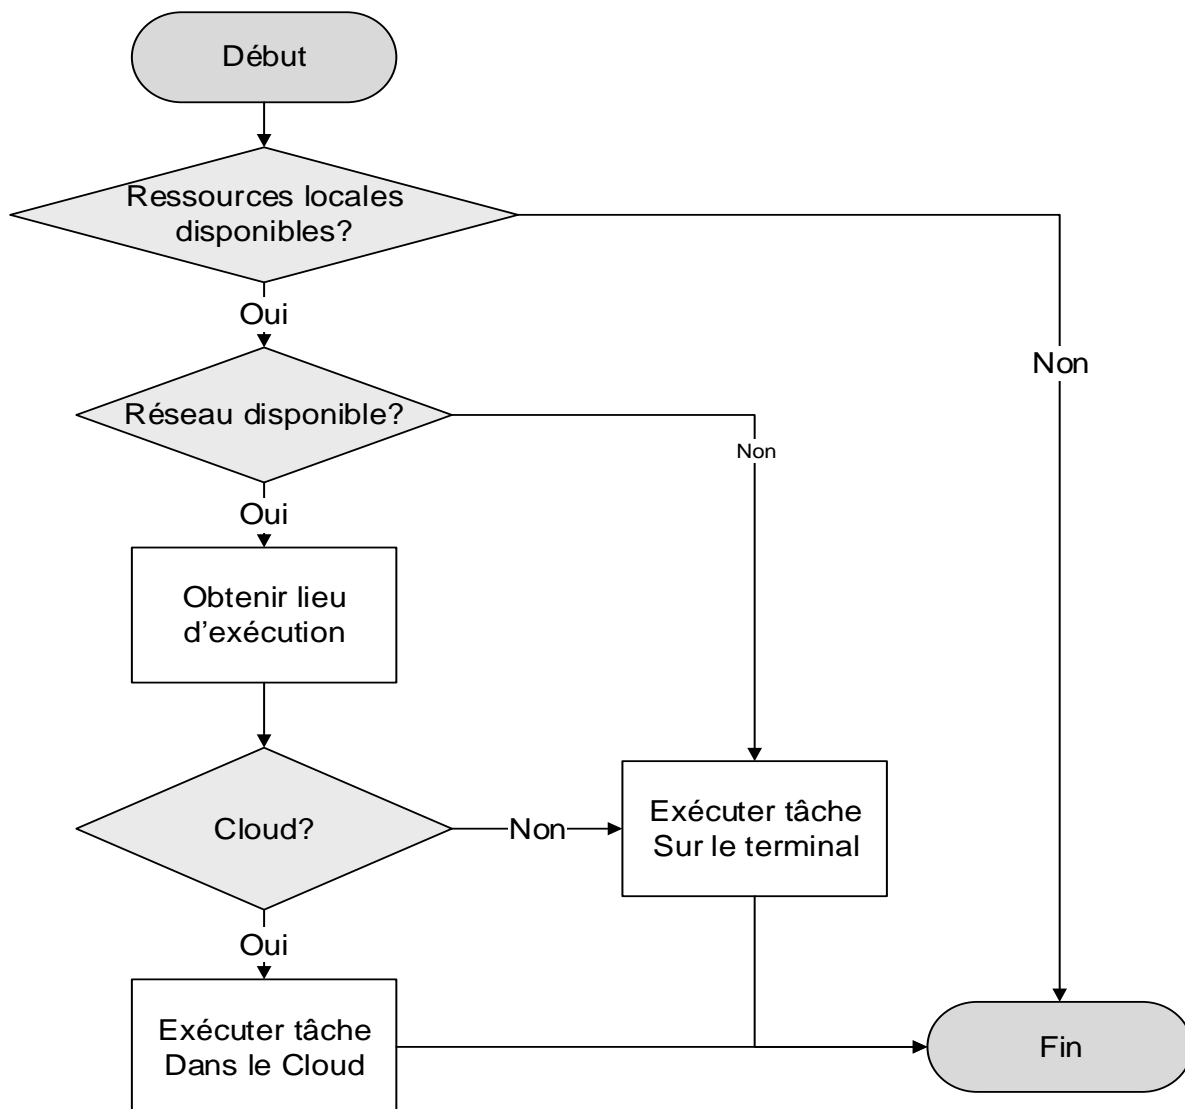 Début
Ressources locales
disponibles?
Oui
Non
Réseau disponible?
Non
Oui
Obtenir lieu
d'exécution
Cloud?
Non
Exécuter tâche
Sur le terminal
Oui
Exécuter tâche
Dans le Cloud
Fin